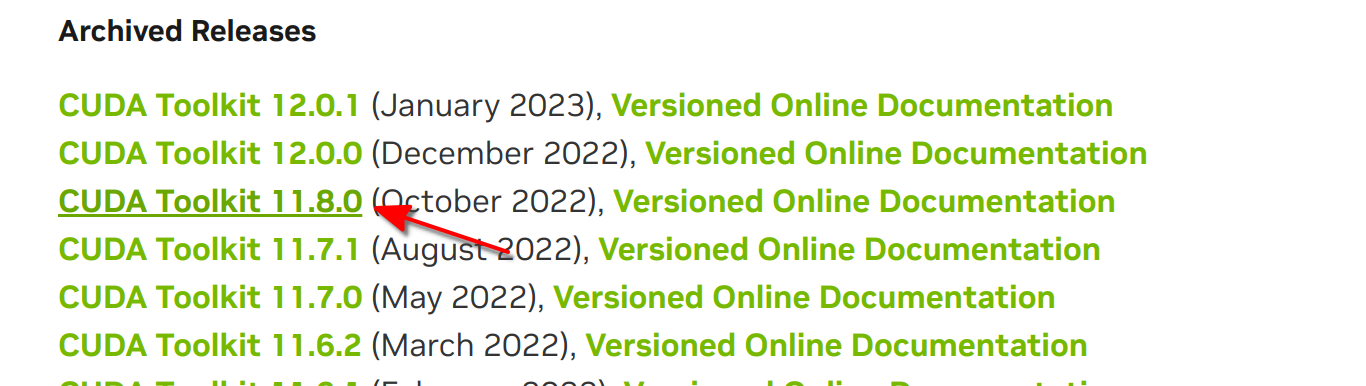 Archived Releases
CUDA Toolkit 12.0.1 (January 2023), Versioned Online Documentation
CUDA Toolkit 12.0.0 (December 2022), Versioned Online Documentation
CUDA Toolkit 11.8.0 (October 2022), Versioned Online Documentation
CUDA Toolkit 11.7.1 (August 2022), Versioned Online Documentation
CUDA Toolkit 11.7.0 (May 2022), Versioned Online Documentation
CUDA Toolkit 11.6.2 (March 2022), Versioned Online Documentation